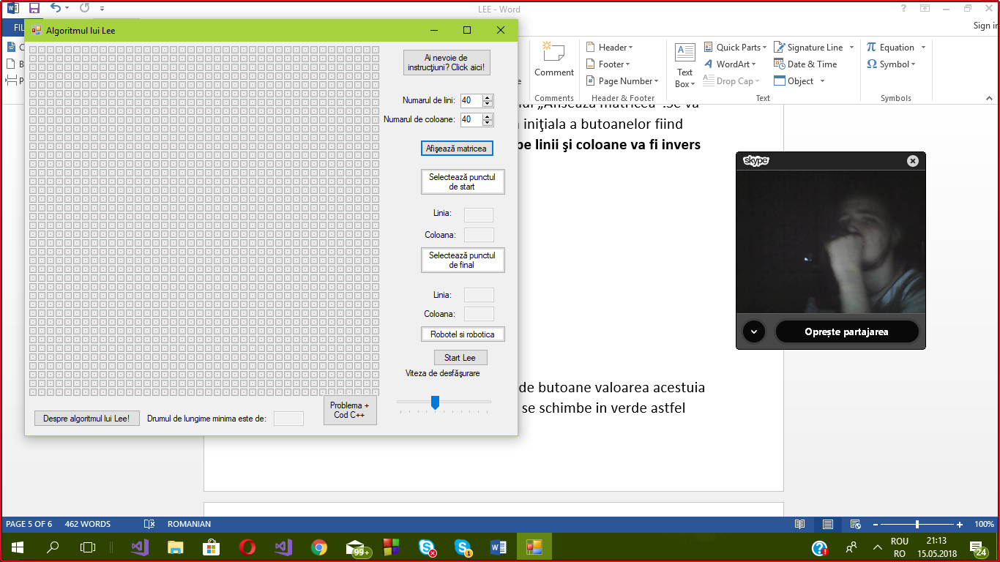 LEE - Word
FIL
Sign in
Algoritmul lui Lee
Comment
Comments
Header
Footer
Page Number
Header & Footer
Text
Box
Quick Parts
WordArt
Drop Cap
Signature Line
Date & Time
Object
Text
Equation
Symbol
Symbols
Ai nevoie de
instrucţiuni? Click aici!
Numarul de lini: 40
Numarul de coloane: 40
Afişează matricea
Selectează punctul
de start
Linia:
Coloana:
Selectează punctul
de final
Linia:
Coloana:
Robotel si robotica
Start Lee
Viteza de desfăşurare
Problema +
Cod C++
Despre algoritmul lui Lee!
Drumul de lungime minima este de:
iniţiala a butoanelor fiind
pe linii şi coloane va fi invers
de butoane valoarea acestuia
se schimbe in verde astfel
skype
Oprește partajarea
PAGE 5 OF 6 462 WORDS ROMANIAN
100%
99+
1
ROU
RO
21:13
15.05.2018
24